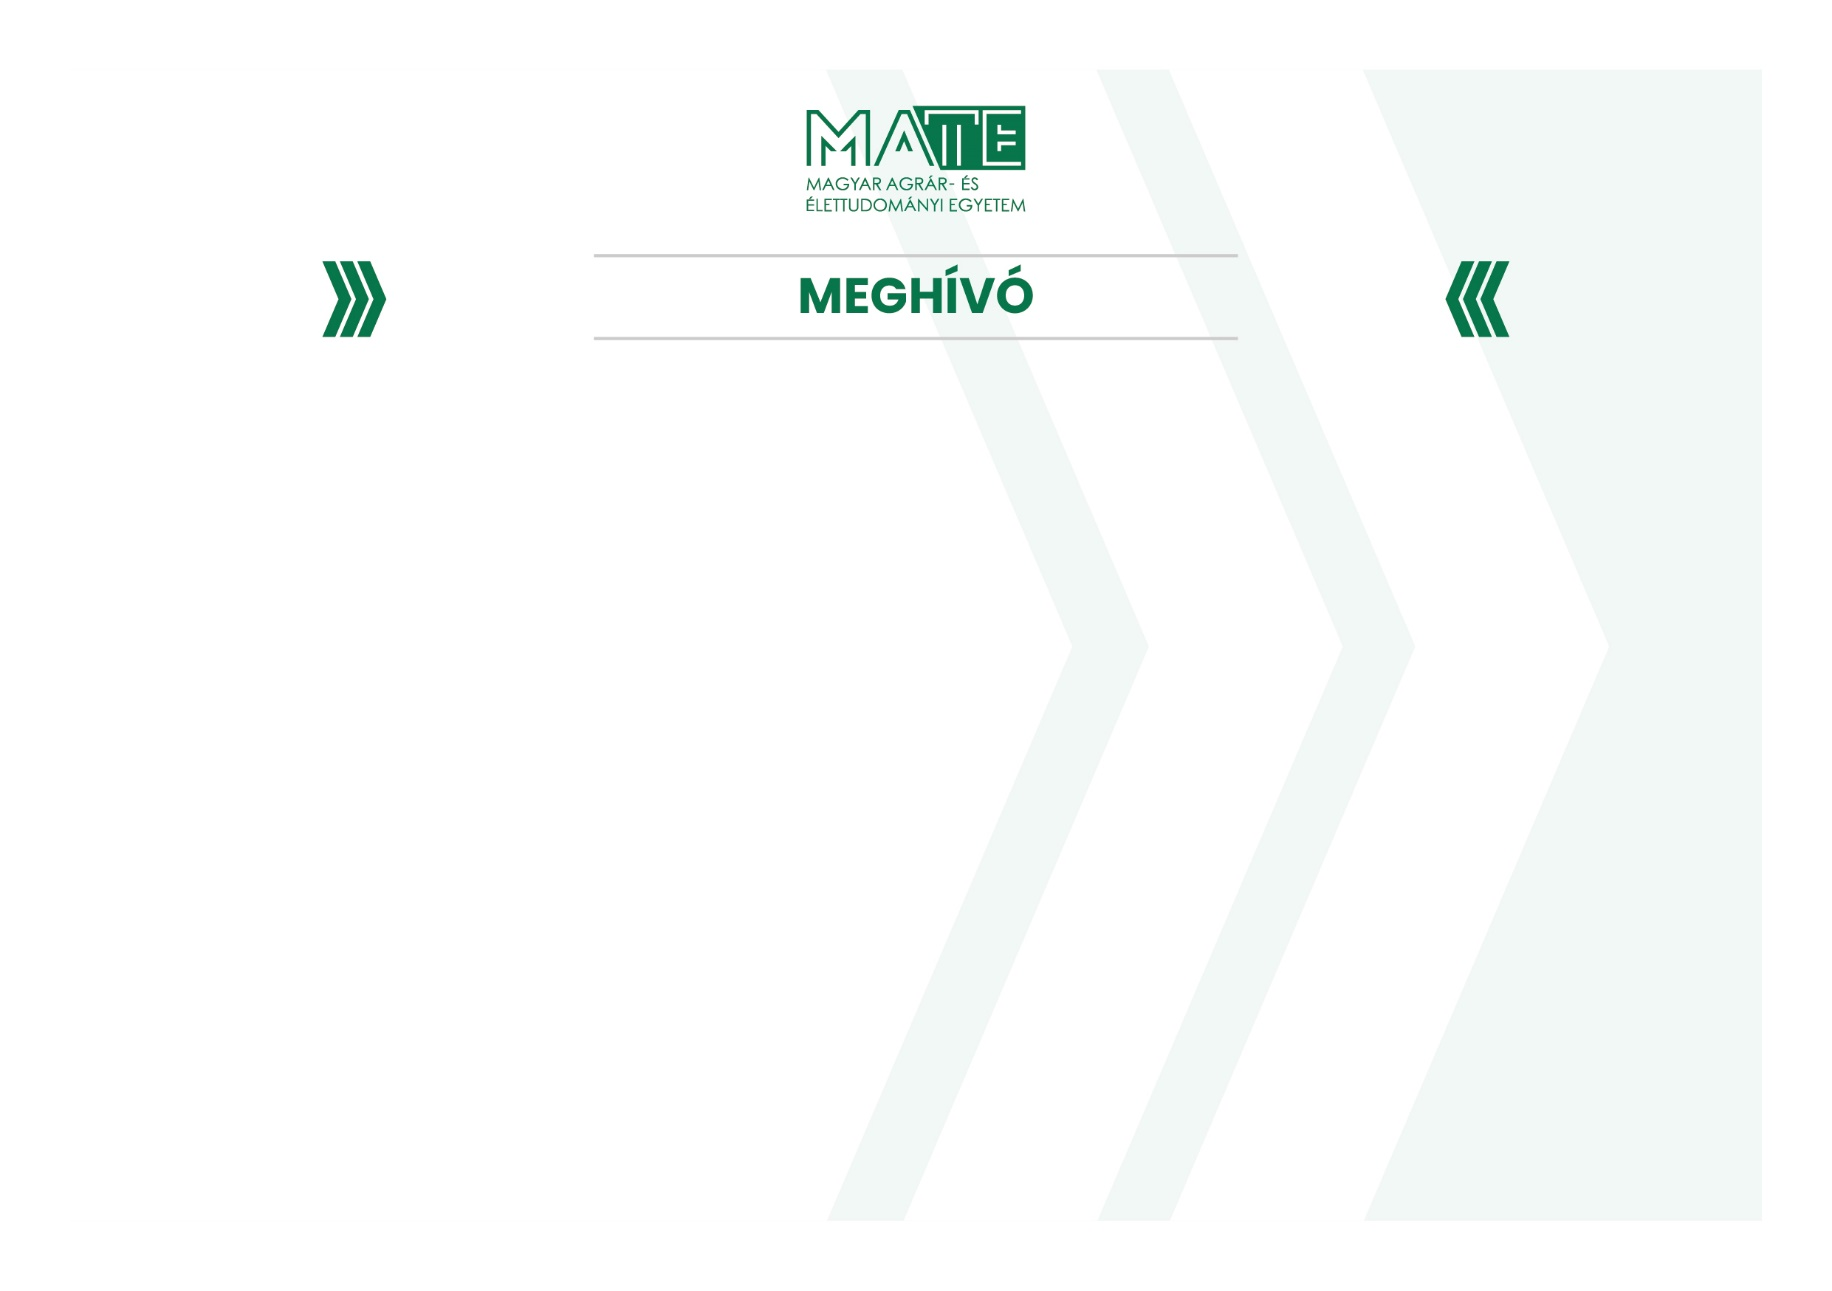 MATE
MAGYAR AGRÁR- ÉS
ÉLETTUDOMÁNYI EGYETEM
MEGHÍVÓ